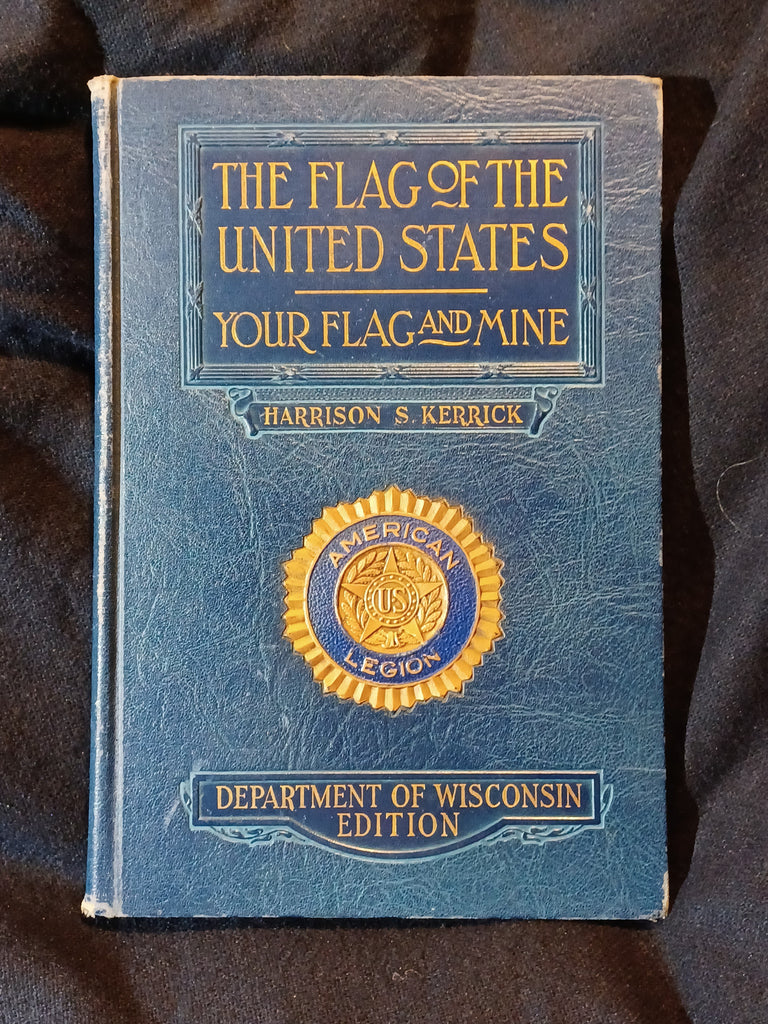 THE FLAG OF THE
UNITED STATES
YOUR FLAG AND MINE
HARRISON S. KERRICK
AMERICAN
US
LEGION
DEPARTMENT OF WISCONSIN
EDITION